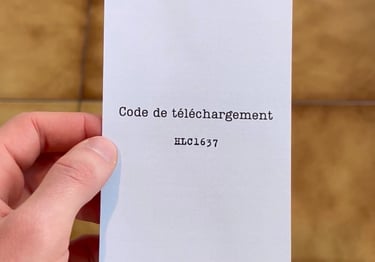 Code de téléchargement
HLC1637